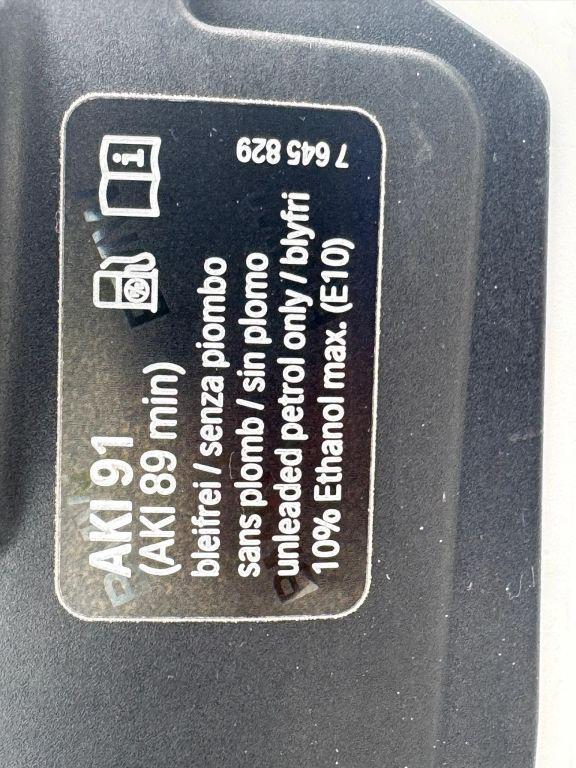 AKI 91
(AKI 89 min)
bleifrei / senza piombo
sans plomb / sin plomo
unleaded petrol only / blyfri
10% Ethanol max. (E10)
7 645 829